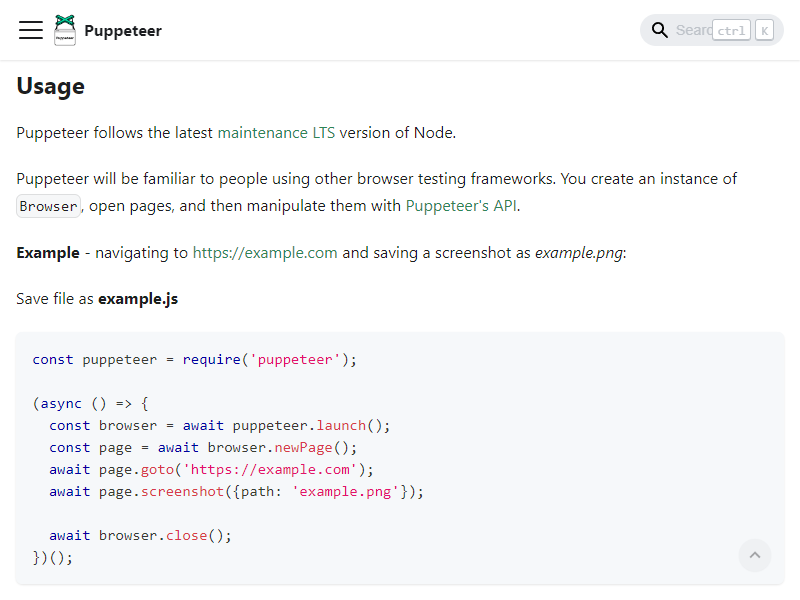 Puppeteer
Searc
ctrl K
Usage
Puppeteer follows the latest maintenance LTS version of Node.
Puppeteer will be familiar to people using other browser testing frameworks. You create an instance of
Browser, open pages, and then manipulate them with Puppeteer's API.
Example - navigating to https://example.com and saving a screenshot as example.png:
Save file as example.js
const puppeteer = require('puppeteer');
(async () => {
  const browser = await puppeteer.launch();
  const page = await browser.newPage();
  await page.goto('https://example.com');
  await page.screenshot({path: 'example.png'});
  await browser.close();
})();